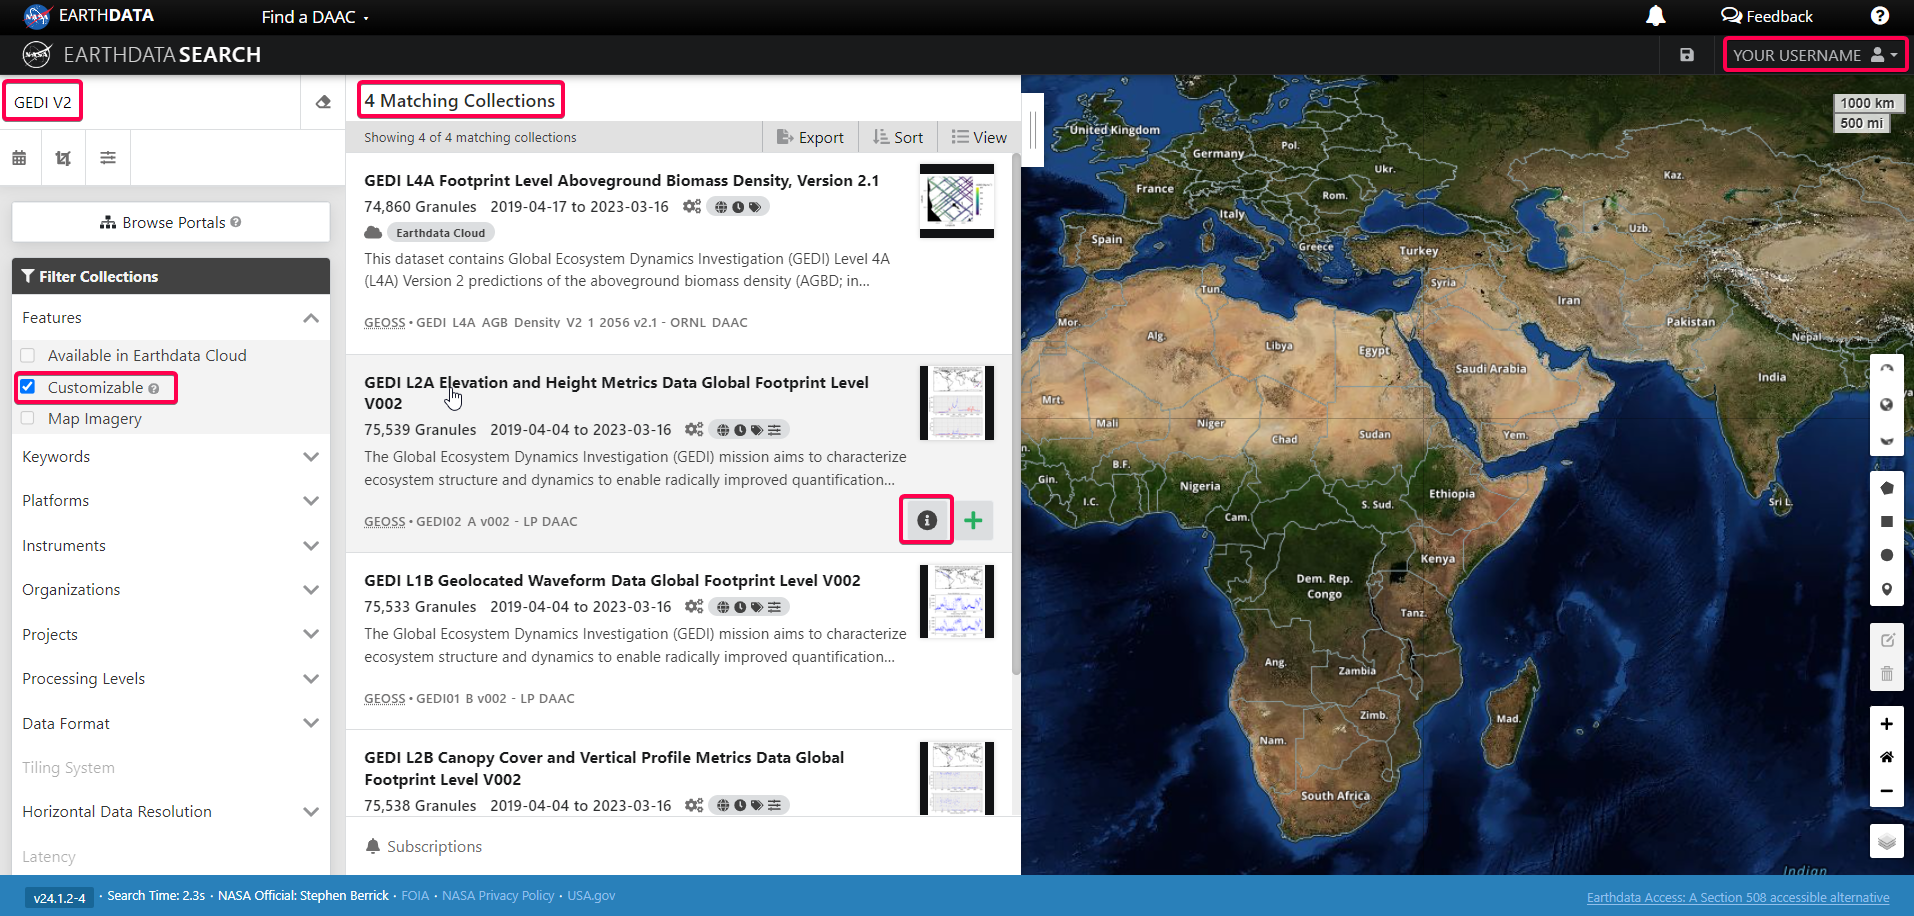 EARTHDATA
Find a DAAC
Feedback
EARTHDATA SEARCH
YOUR USERNAME
GEDI V2
4 Matching Collections
Showing 4 of 4 matching collections
Export
Sort
View
Browse Portals
Filter Collections
Features
Available in Earthdata Cloud
Customizable
Map Imagery
Keywords
Platforms
Instruments
Organizations
Projects
Processing Levels
Data Format
Tiling System
Horizontal Data Resolution
Latency
GEDI L4A Footprint Level Aboveground Biomass Density, Version 2.1
74,860 Granules 2019-04-17 to 2023-03-16
Earthdata Cloud
This dataset contains Global Ecosystem Dynamics Investigation (GEDI) Level 4A
(L4A) Version 2 predictions of the aboveground biomass density (AGBD; in...
GEOSS • GEDI_L4A_AGB_Density_V2_1_2056 v2.1 - ORNL_DAAC
GEDI L2A Elevation and Height Metrics Data Global Footprint Level
V002
75,539 Granules 2019-04-04 to 2023-03-16
The Global Ecosystem Dynamics Investigation (GEDI) mission aims to characterize
ecosystem structure and dynamics to enable radically improved quantification...
GEOSS • GEDI02_A v002 - LP DAAC
GEDI L1B Geolocated Waveform Data Global Footprint Level V002
75,533 Granules 2019-04-04 to 2023-03-16
The Global Ecosystem Dynamics Investigation (GEDI) mission aims to characterize
ecosystem structure and dynamics to enable radically improved quantification...
GEOSS • GEDI01_B v002 - LP DAAC
GEDI L2B Canopy Cover and Vertical Profile Metrics Data Global
Footprint Level V002
75,538 Granules 2019-04-04 to 2023-03-16
Subscriptions
1000 km
500 mi
United Kingdom
Pol.
Germany
Ukr.
Kaz.
France
Rom.
Italy
Uzb.
Spain
Greece
Turkey
Syria
Tun.
Iran
Mor.
Pakistan
Alg.
Nepal
Libya
Egypt
Saudi Arabia
India
Mrt.
Mali
Niger
Chad
Sudan
Yem.
B.F.
Gin.
Nigeria
Ethiopia
I.C.
S. Sud.
Sri L.
Cam.
Kenya
Dem. Rep.
Congo
Tanz.
Ang.
Zambia
Zimb.
Mad.
Nam.
South Africa
Indian
v24.1.2-4 · Search Time: 2.3s · NASA Official: Stephen Berrick · FOIA · NASA Privacy Policy · USA.gov
Earthdata Access: A Section 508 accessible alternative